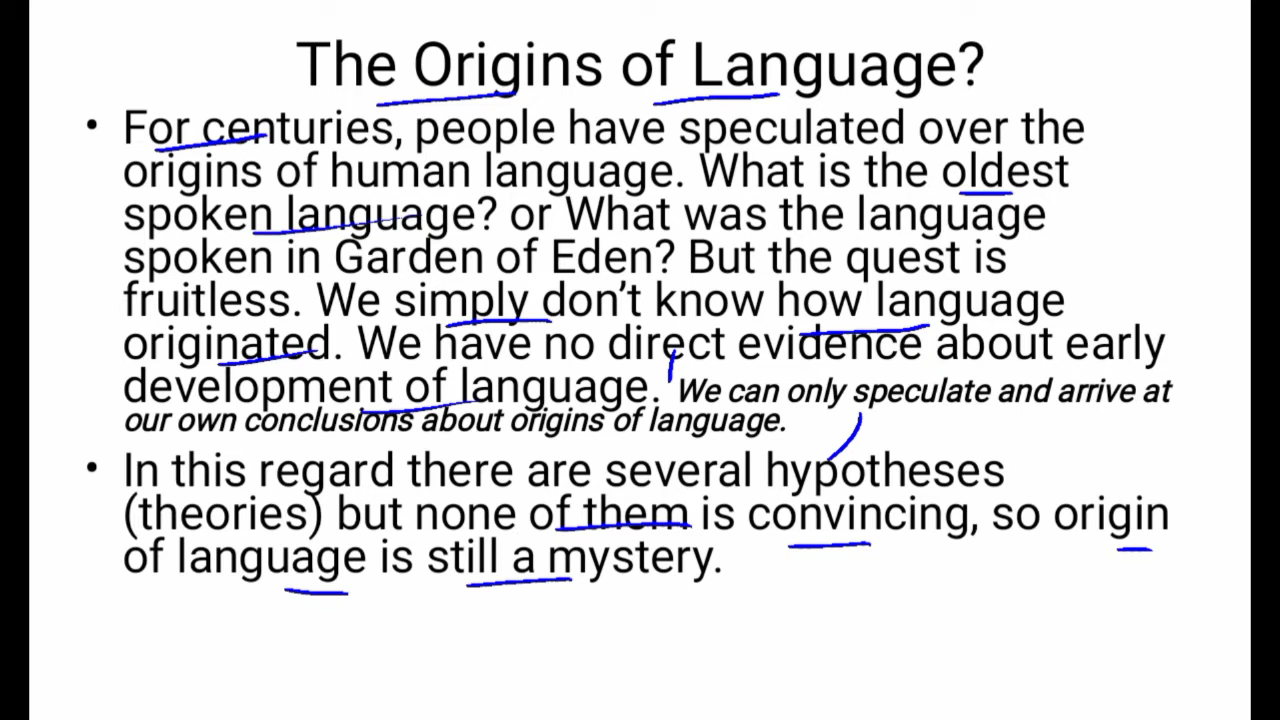 The Origins of Language?
• For centuries, people have speculated over the
origins of human language. What is the oldest
spoken language? or What was the language
spoken in Garden of Eden? But the quest is
fruitless. We simply don’t know how language
originated. We have no direct evidence about early
development of language. We can only speculate and arrive at
our own conclusions about origins of language.
• In this regard there are several hypotheses
(theories) but none of them is convincing, so origin
of language is still a mystery.